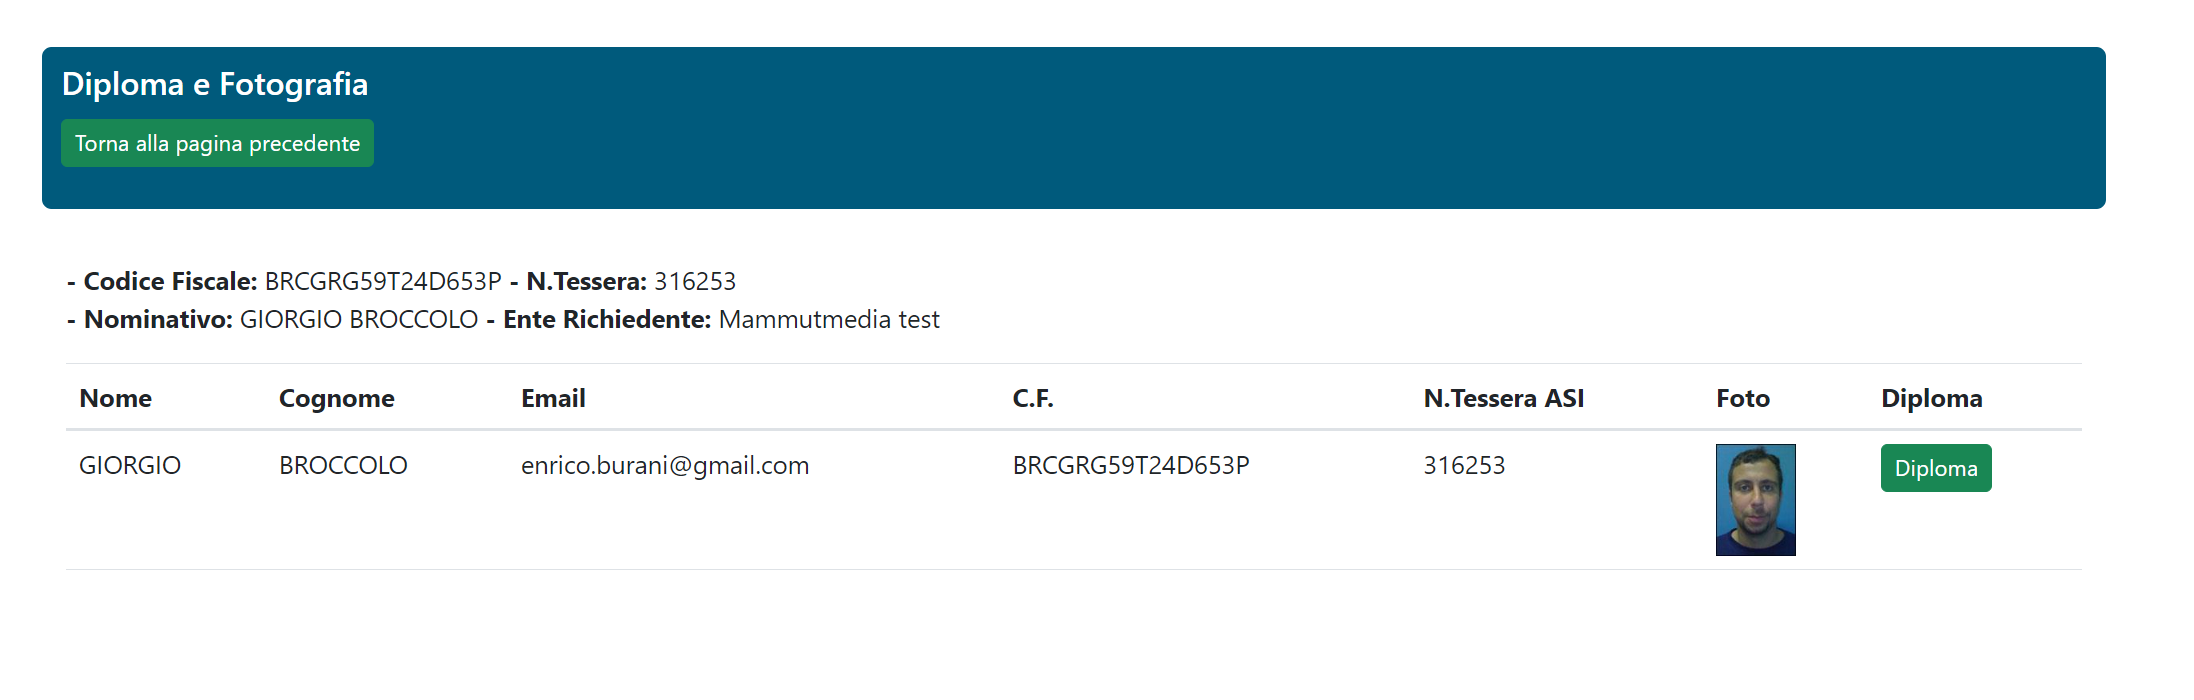 Diploma e Fotografia
Torna alla pagina precedente
- Codice Fiscale: BRCGRG59T24D653P - N.Tessera: 316253
- Nominativo: GIORGIO BROCCOLO - Ente Richiedente: Mammutmedia test
Nome Cognome Email C.F. N.Tessera ASI Foto Diploma
GIORGIO BROCCOLO enrico.burani@gmail.com BRCGRG59T24D653P 316253 Diploma